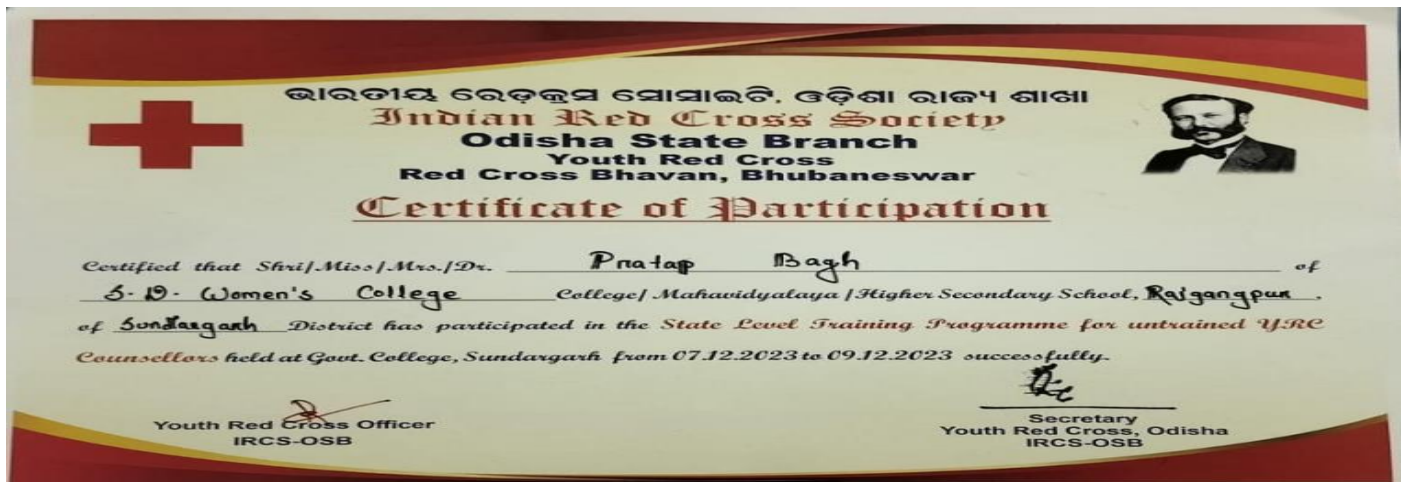 ଭାରତୀୟ ରେଡ଼କ୍ରସ ସୋସାଇଟି, ଓଡ଼ିଶା ରାଜ୍ୟ ଶାଖା
Indian Red Cross Society
Odisha State Branch
Youth Red Cross
Red Cross Bhavan, Bhubaneswar
Certificate of Participation
Certified that Shri/Miss/Mrs./Dr. Pratap Bagh of
S.D. Women's College College/ Mahavidyalaya / Higher Secondary School, Rajgangpur,
of Sundargarh District has participated in the State Level Training Programme for untrained YRC
Counsellors held at Govt. College, Sundargarh from 07.12.2023 to 09.12.2023 successfully.
Youth Red Cross Officer
IRCS-OSB
Secretary
Youth Red Cross, Odisha
IRCS-OSB